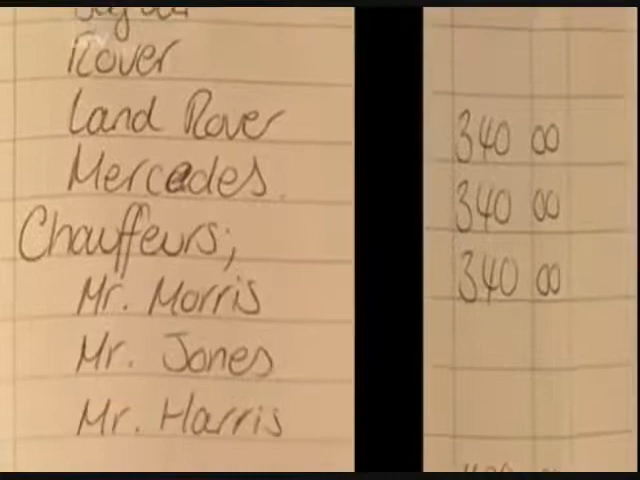 Rover
Land Rover
Mercedes
Chauffeurs;
Mr. Morris
Mr. Jones
Mr. Harris
340 00
340 00
340 00